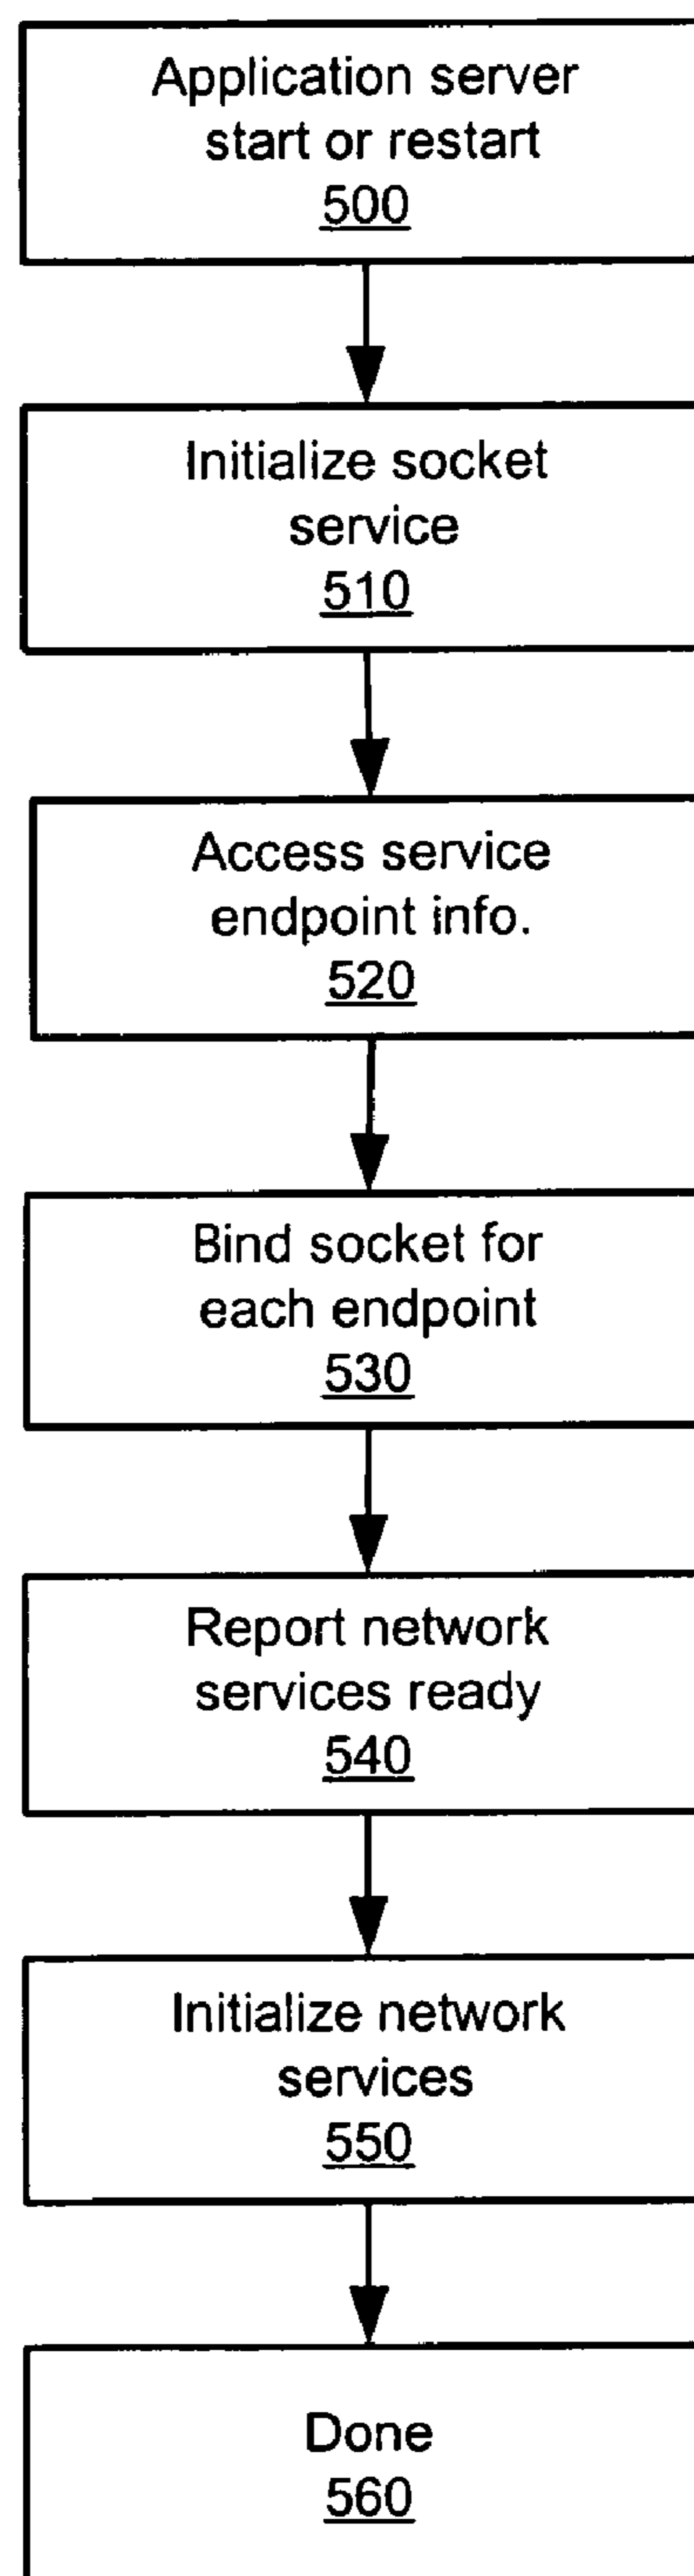 Application server
start or restart
500
Initialize socket
service
510
Access service
endpoint info.
520
Bind socket for
each endpoint
530
Report network
services ready
540
Initialize network
services
550
Done
560